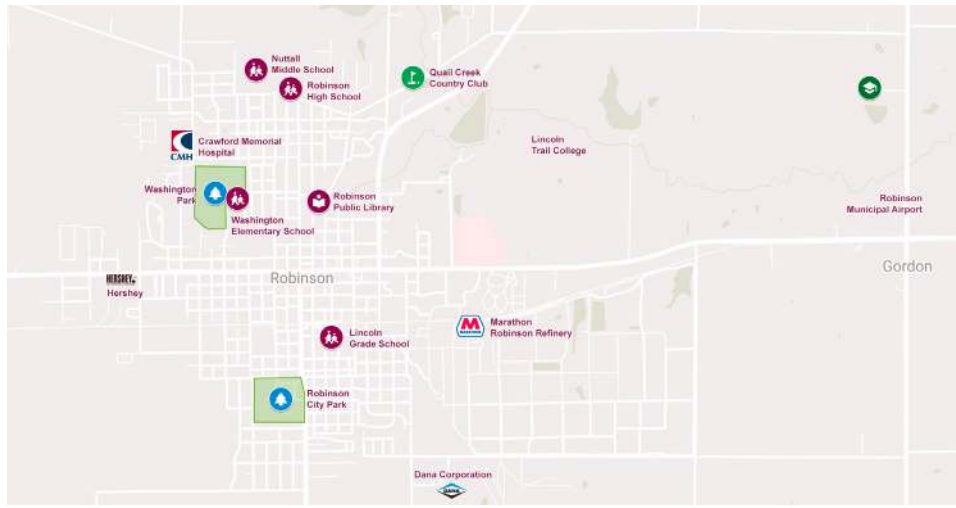 Nuttall
Middle School
Robinson
High School
Quail Creek
Country Club
CMH
Crawford Memorial
Hospital
Lincoln
Trail College
Washington
Park
Washington
Elementary School
Robinson
Public Library
Robinson
Municipal Airport
HERSHEY
Hershey
Robinson
Gordon
M
MARATHON
Marathon
Robinson Refinery
Lincoln
Grade School
Robinson
City Park
Dana Corporation
DANA